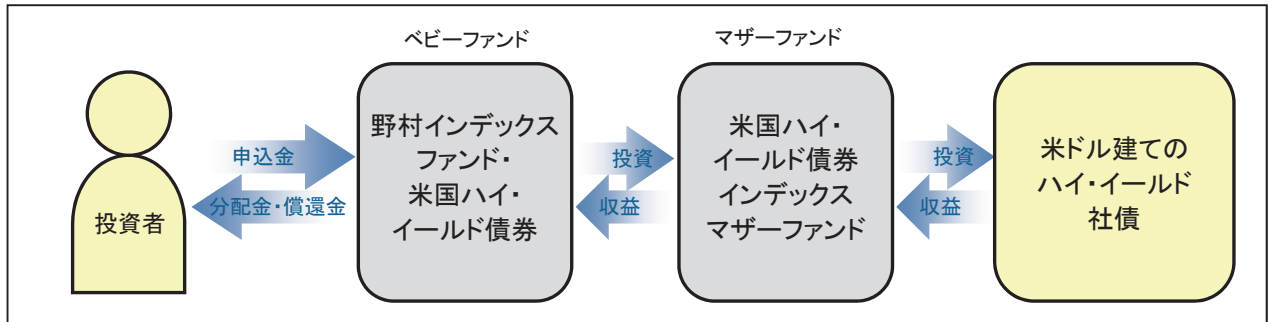 ベビーファンド
マザーファンド
投資者
申込金
分配金・償還金
野村インデックス
ファンド・
米国ハイ・
イールド債券
投資
収益
米国ハイ・
イールド債券
インデックス
マザーファンド
投資
収益
米ドル建ての
ハイ・イールド
社債